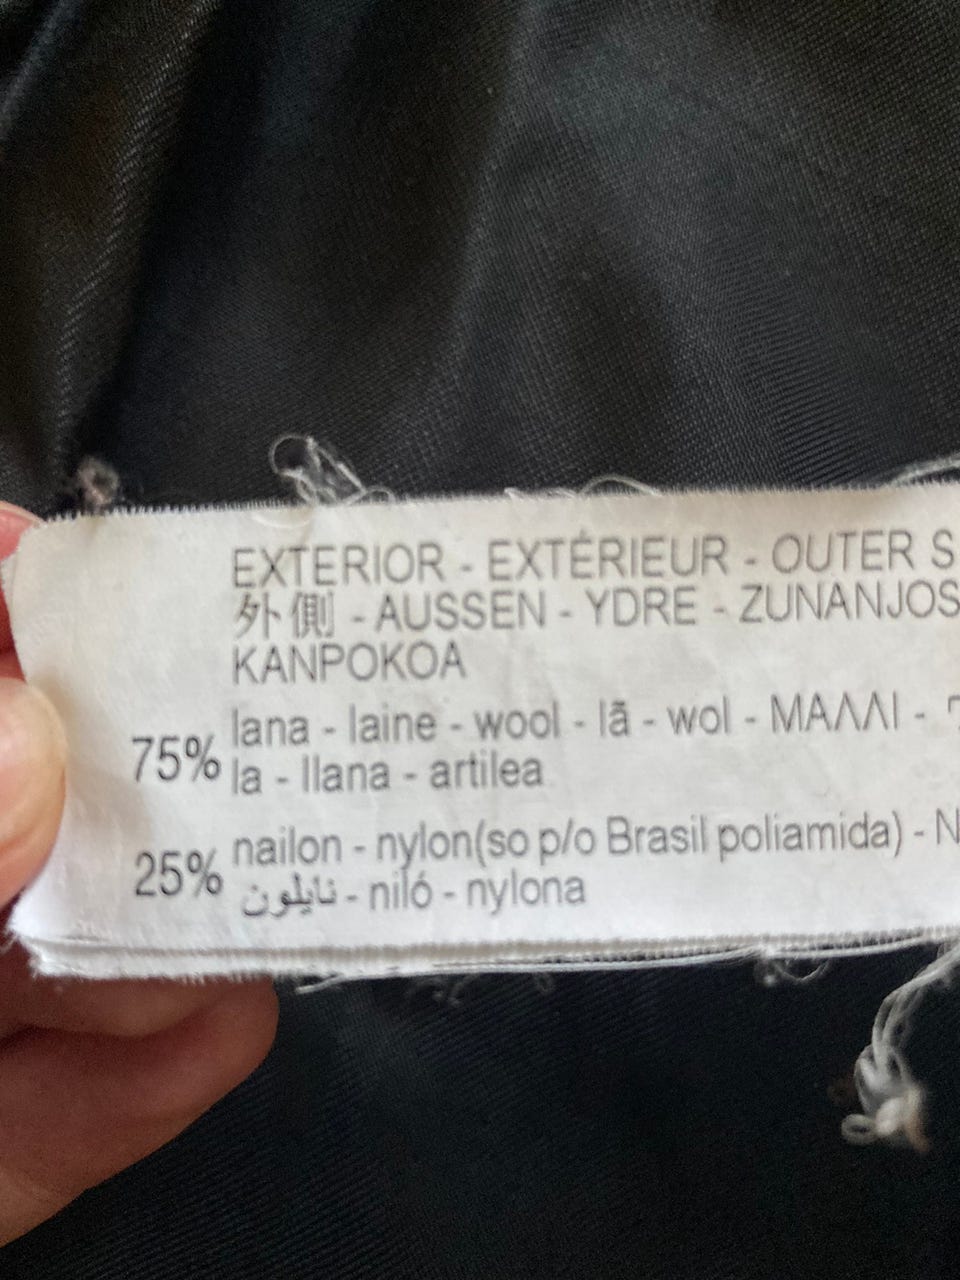 EXTERIOR - EXTÉRIEUR - OUTER S
外側 - AUSSEN - YDRE - ZUNANJOS
KANPOKOA
75% lana - laine - wool - lã - wol - ΜΑΛΛΙ -
la - llana - artilea
25% nailon - nylon(so p/o Brasil poliamida) - N
نايلون - niló - nylona